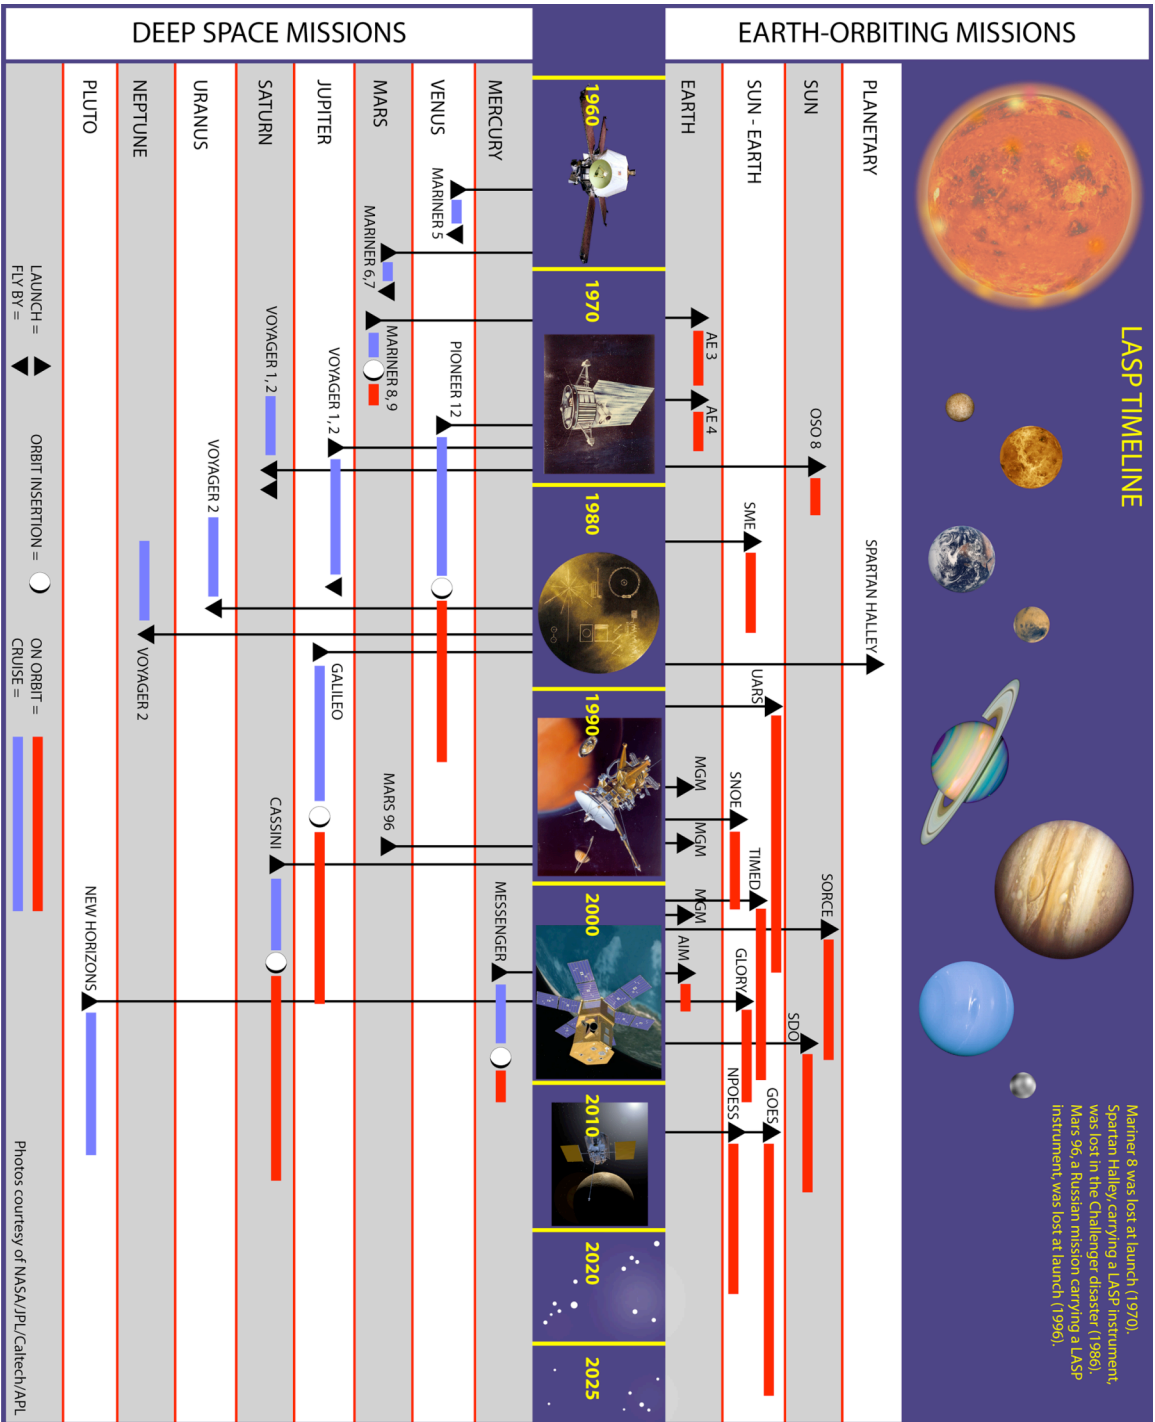 DEEP SPACE MISSIONS
EARTH-ORBITING MISSIONS
LASP TIMELINE
PLANETARY
SUN
SUN - EARTH
EARTH
1960
1970
1980
1990
2000
2010
2020
2025
MERCURY
VENUS
MARS
JUPITER
SATURN
URANUS
NEPTUNE
PLUTO
SPARTAN HALLEY
OSO 8
SORCE
SDO
SME
UARS
SNOE
TIMED
GLORY
NPOESS
GOES
AE 3
AE 4
MGM
MGM
MGM
AIM
MESSENGER
MARINER 5
PIONEER 12
MARINER 6,7
MARINER 8, 9
MARS 96
VOYAGER 1, 2
GALILEO
VOYAGER 1, 2
CASSINI
VOYAGER 2
VOYAGER 2
NEW HORIZONS
LAUNCH =
FLY BY =
ORBIT INSERTION =
ON ORBIT =
CRUISE =
Mariner 8 was lost at launch (1970).
Spartan Halley, carrying a LASP instrument,
was lost in the Challenger disaster (1986).
Mars 96, a Russian mission carrying a LASP
instrument, was lost at launch (1996).
Photos courtesy of NASA/JPL/Caltech/APL